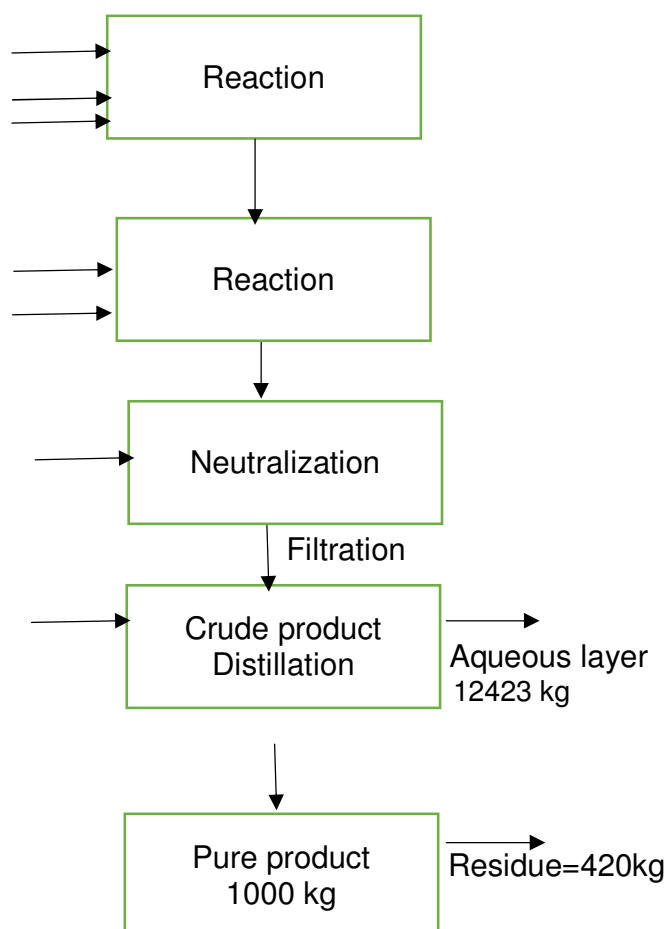 Reaction
Reaction
Neutralization
Filtration
Crude product
Distillation
Aqueous layer
12423 kg
Pure product
1000 kg
Residue=420kg